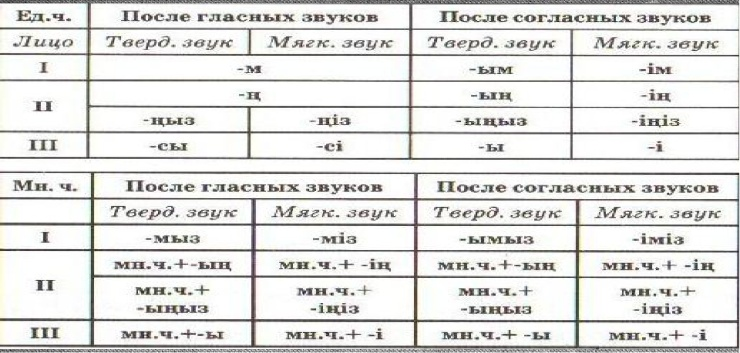 Ед.ч. После гласных звуков После согласных звуков
Лицо Тверд. звук Мягк. звук Тверд. звук Мягк. звук
I -м -ым -ім
II -ң -ың -ің
-ңыз -ңіз -ыңыз -іңіз
III -сы -сі -ы -і
Мн. ч. После гласных звуков После согласных звуков
Тверд. звук Мягк. звук Тверд. звук Мягк. звук
I -мыз -міз -ымыз -іміз
II мн.ч.+-ың мн.ч.+ -ің мн.ч.+-ың мн.ч.+ -ің
мн.ч.+ мн.ч.+ мн.ч.+ мн.ч.+
-ыңыз -іңіз -ыңыз -іңіз
III мн.ч.+-ы мн.ч.+ -і мн.ч.+ -ы мн.ч.+ -і